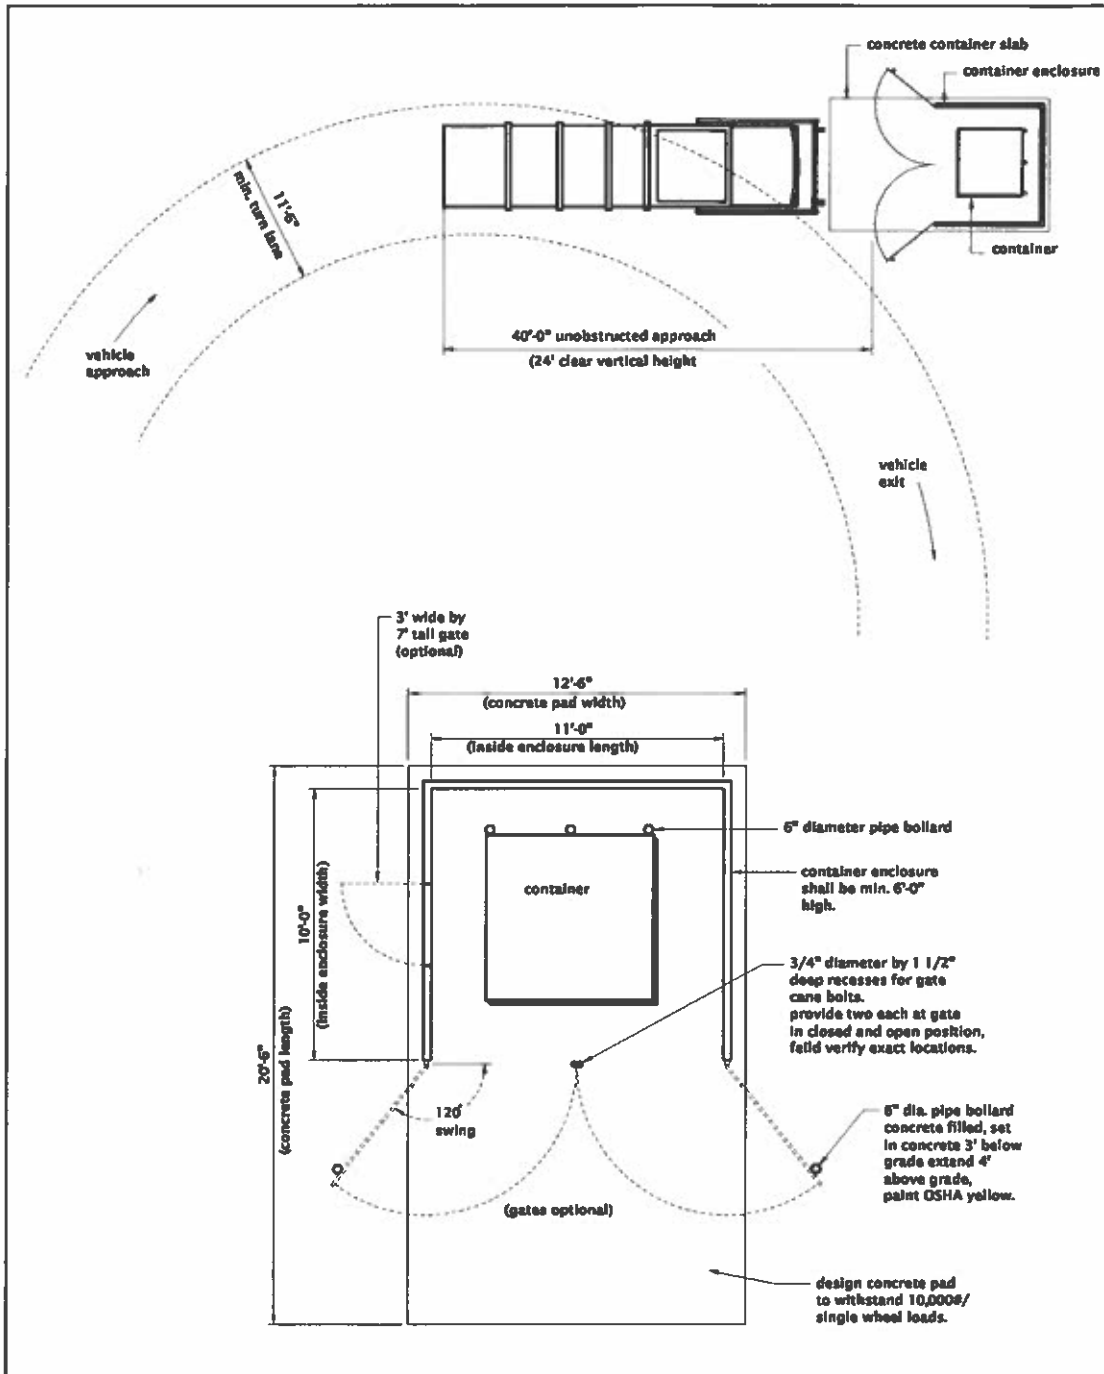 concrete container slab
container enclosure
11'-6"
min. turn lane
container
40'-0" unobstructed approach
(24' clear vertical height
vehicle
approach
vehicle
exit
3' wide by
7' tall gate
(optional)
12'-6"
(concrete pad width)
11'-0"
(inside enclosure length)
6" diameter pipe bollard
container enclosure
shall be min. 6'-0"
high.
container
10'-0"
(inside enclosure width)
20'-6"
(concrete pad length)
3/4" diameter by 1 1/2"
deep recesses for gate
cane bolts.
provide two each at gate
in closed and open position,
feild verify exact locations.
120°
swing
6" dia. pipe bollard
concrete filled, set
in concrete 3' below
grade extend 4'
above grade,
paint OSHA yellow.
(gates optional)
design concrete pad
to withstand 10,000#/
single wheel loads.